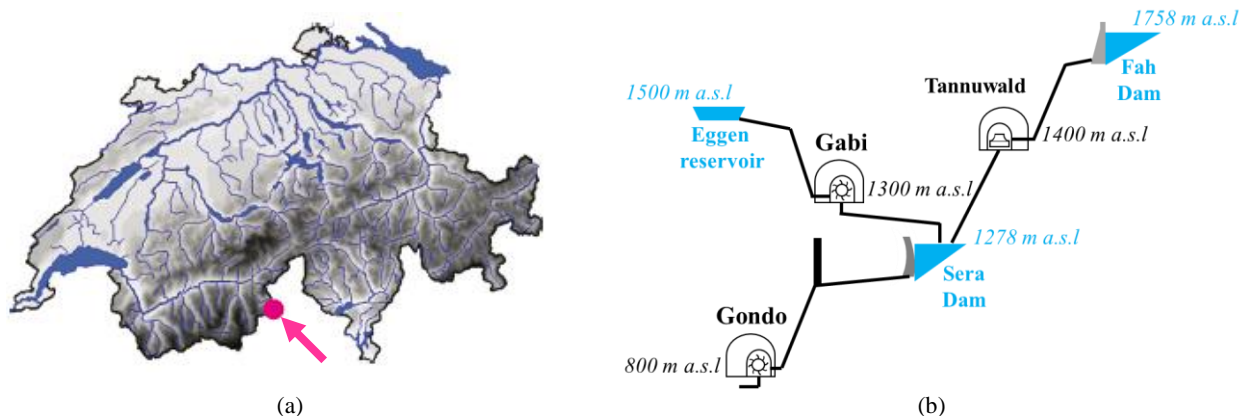 1758 m a.s.l
Fah
Dam
Tannuwald
1400 m a.s.l
1500 m a.s.l
Eggen
reservoir
Gabi
1300 m a.s.l
1278 m a.s.l
Sera
Dam
Gondo
800 m a.s.l
(a)
(b)